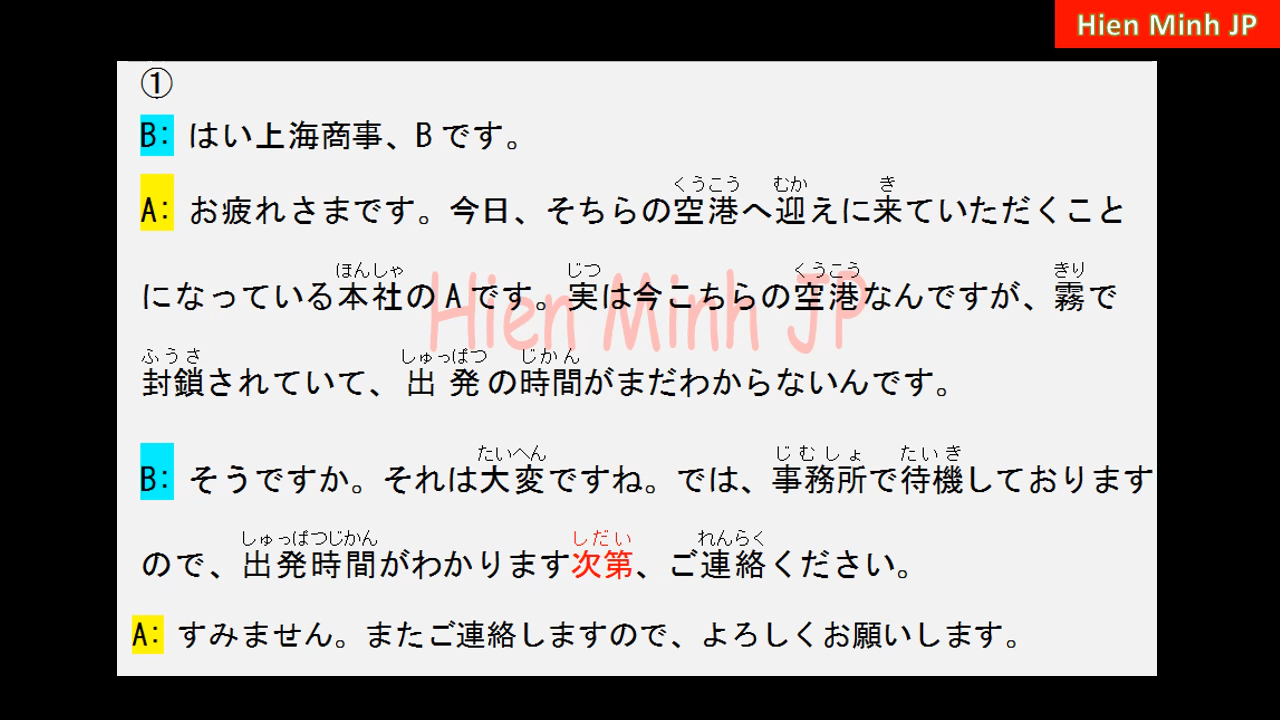 Hien Minh JP
①
B: はい上海商事、Bです。
くうこう むか き
A: お疲れさまです。今日、そちらの空港へ迎えに来ていただくこと
ほんしゃ じつ くうこう きり
になっている本社のAです。実は今こちらの空港なんですが、霧で
ふうさ しゅっぱつ じかん
封鎖されていて、出発の時間がまだわからないんです。
たいへん じむしょ たいき
B: そうですか。それは大変ですね。では、事務所で待機しております
しゅっぱつじかん しだい れんらく
ので、出発時間がわかります次第、ご連絡ください。
A: すみません。またご連絡しますので、よろしくお願いします。
Hien Minh JP